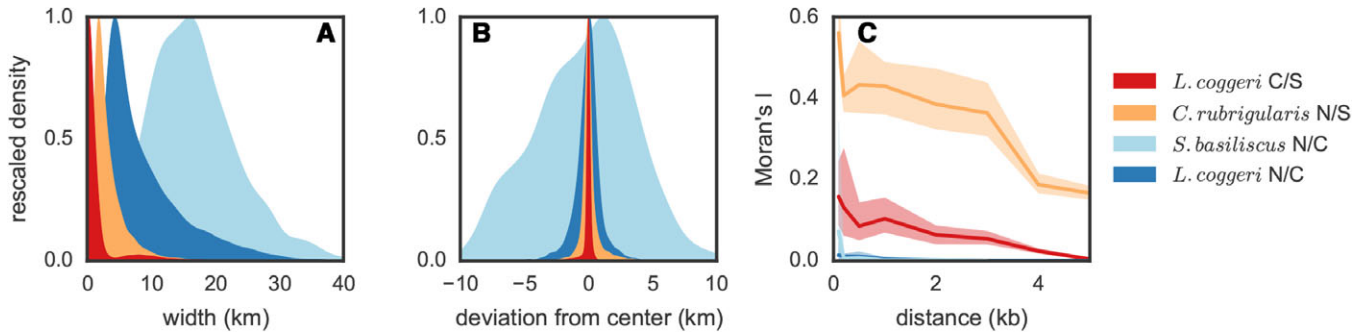 A
rescaled density
1.0
0.5
0.0
0 10 20 30 40
width (km)
B
1.0
0.5
0.0
−10 −5 0 5 10
deviation from center (km)
C
Moran's I
0.6
0.4
0.2
0.0
0 2 4
distance (kb)
L. coggeri C/S
C. rubrigularis N/S
S. basiliscus N/C
L. coggeri N/C